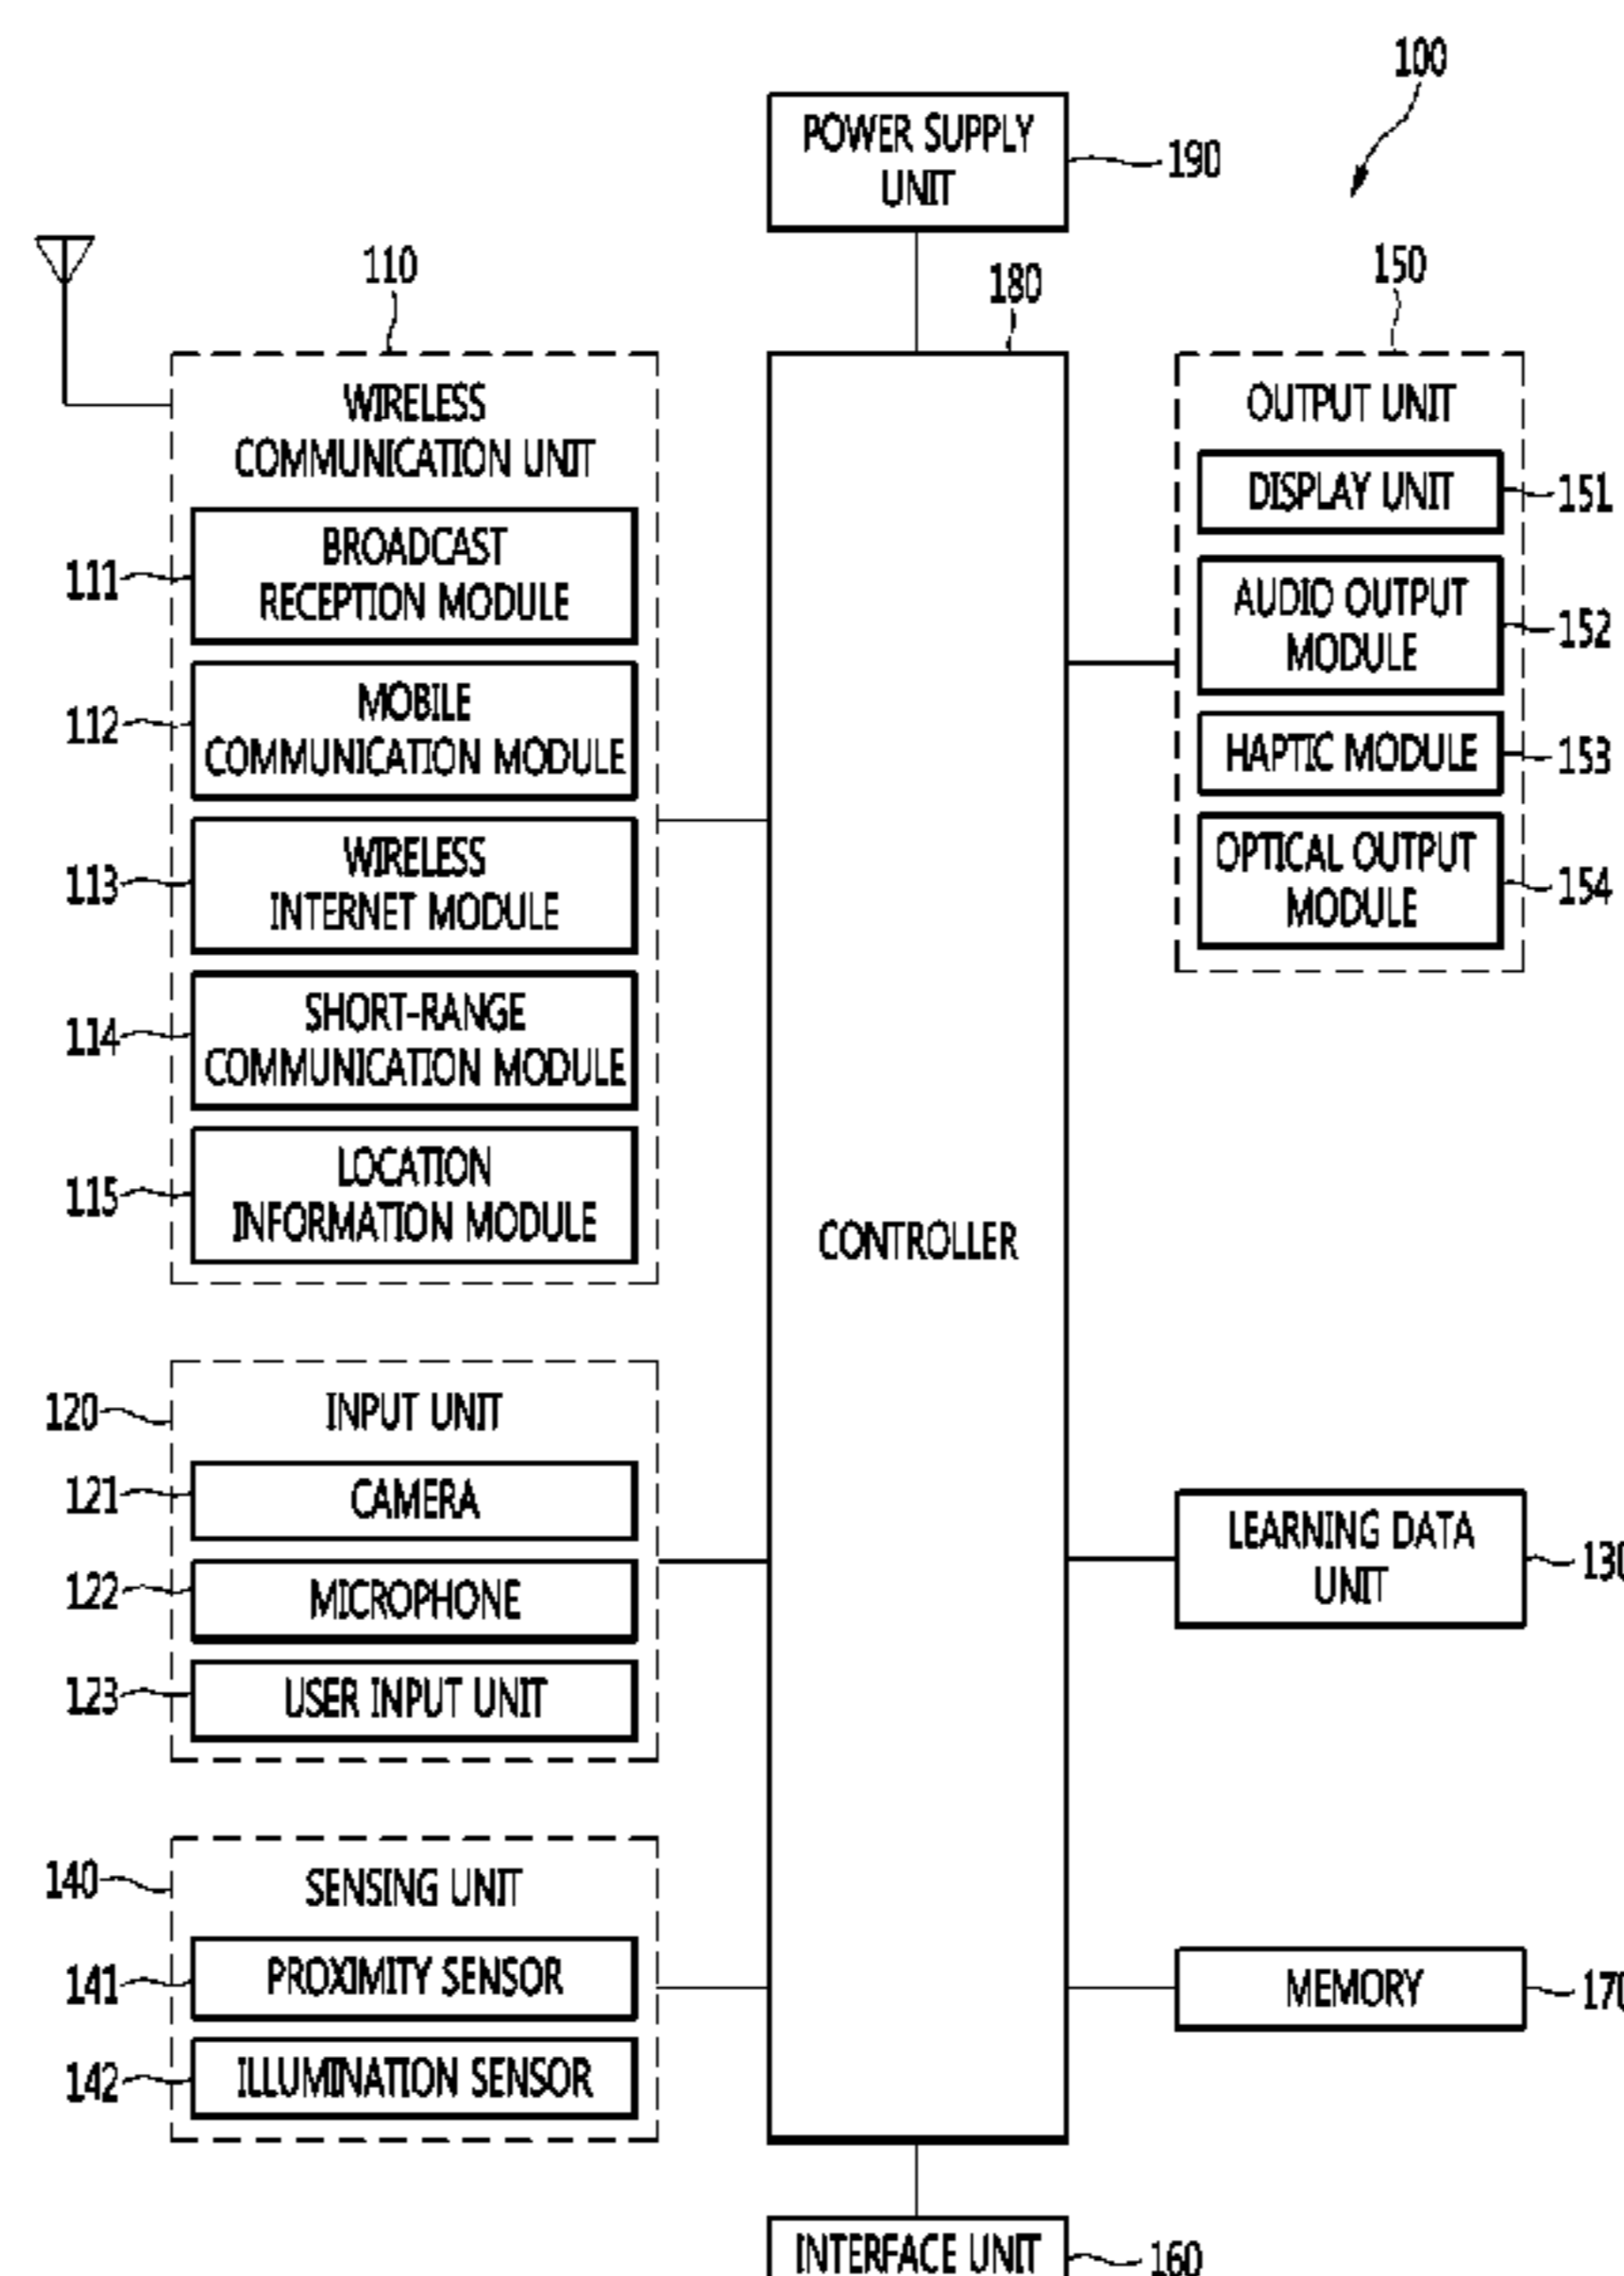 100
POWER SUPPLY
UNIT
190
110
180
150
WIRELESS
COMMUNICATION UNIT
111
BROADCAST
RECEPTION MODULE
112
MOBILE
COMMUNICATION MODULE
113
WIRELESS
INTERNET MODULE
114
SHORT-RANGE
COMMUNICATION MODULE
115
LOCATION
INFORMATION MODULE
CONTROLLER
OUTPUT UNIT
DISPLAY UNIT
151
AUDIO OUTPUT
MODULE
152
HAPTIC MODULE
153
OPTICAL OUTPUT
MODULE
154
120
INPUT UNIT
121
CAMERA
122
MICROPHONE
123
USER INPUT UNIT
LEARNING DATA
UNIT
130
140
SENSING UNIT
141
PROXIMITY SENSOR
142
ILLUMINATION SENSOR
MEMORY
170
INTERFACE UNIT
160